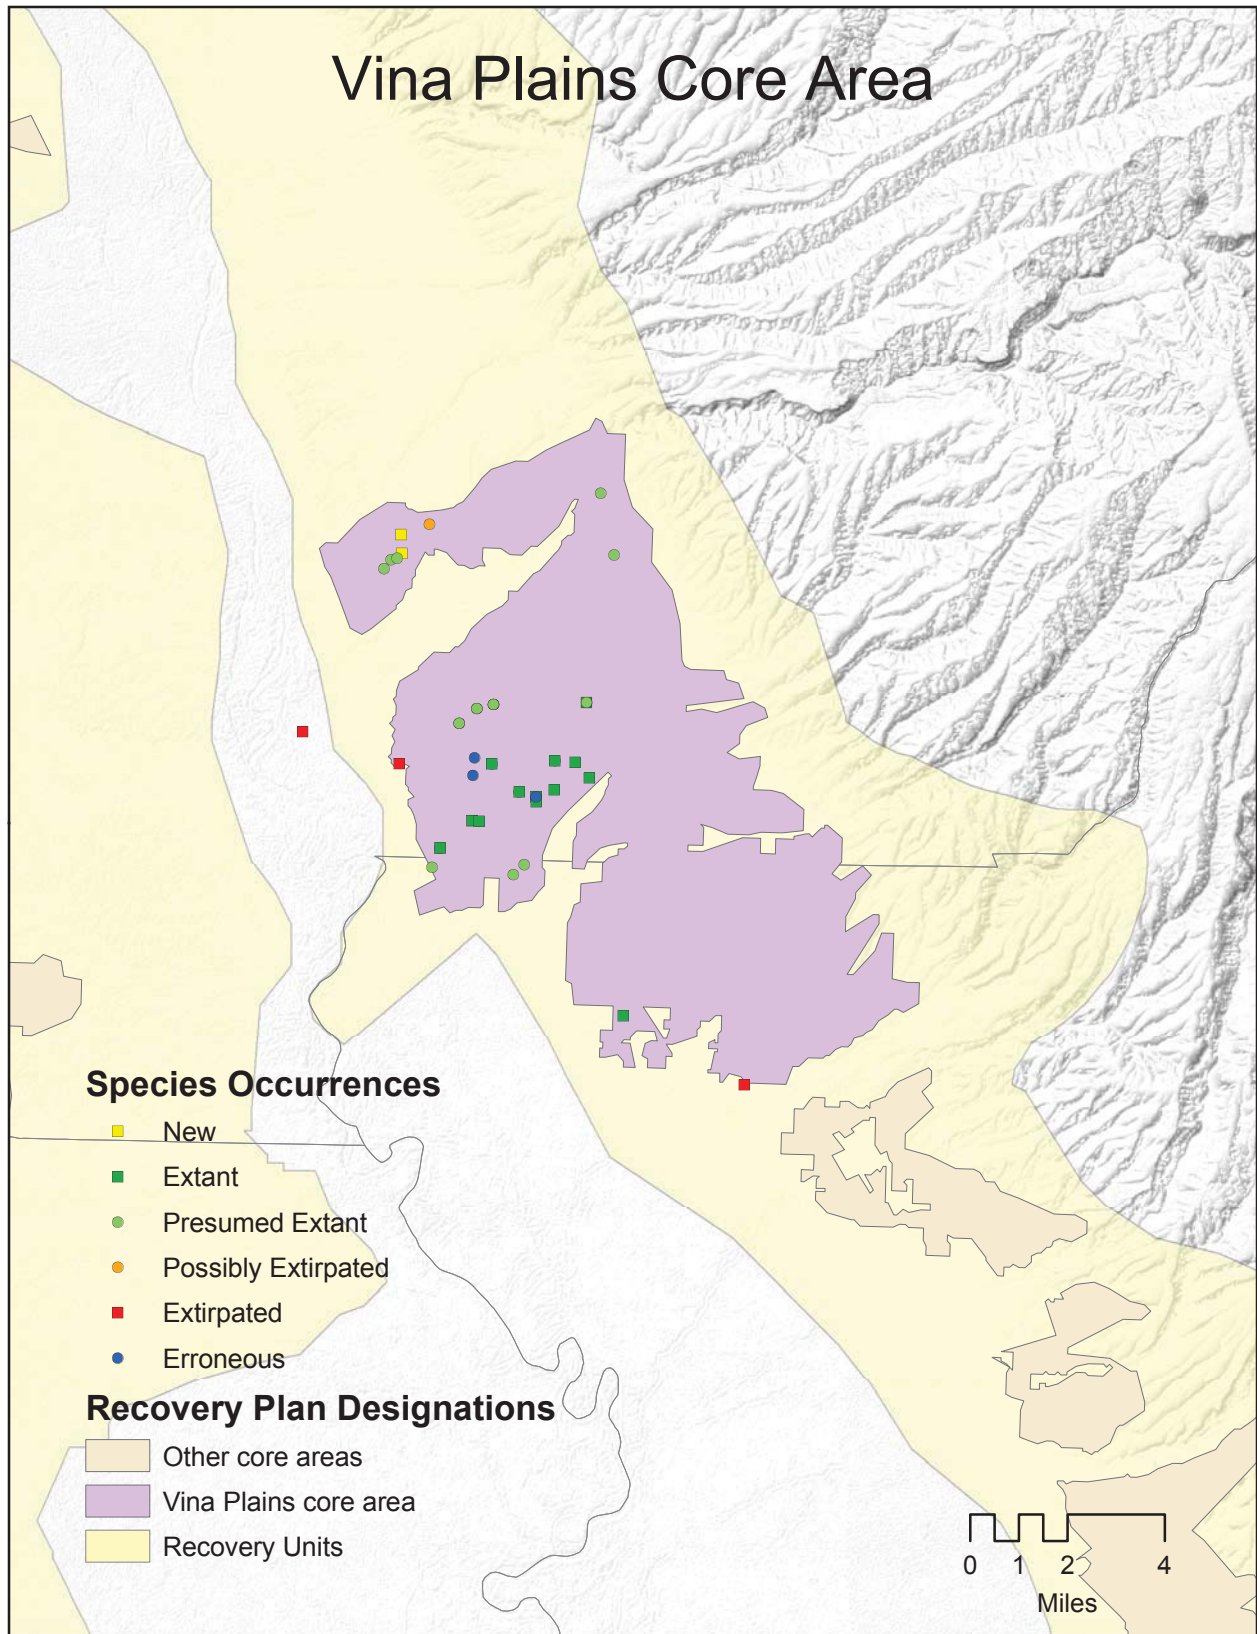 Vina Plains Core Area
Species Occurrences
New
Extant
Presumed Extant
Possibly Extirpated
Extirpated
Erroneous
Recovery Plan Designations
Other core areas
Vina Plains core area
Recovery Units
0 1 2 4
Miles